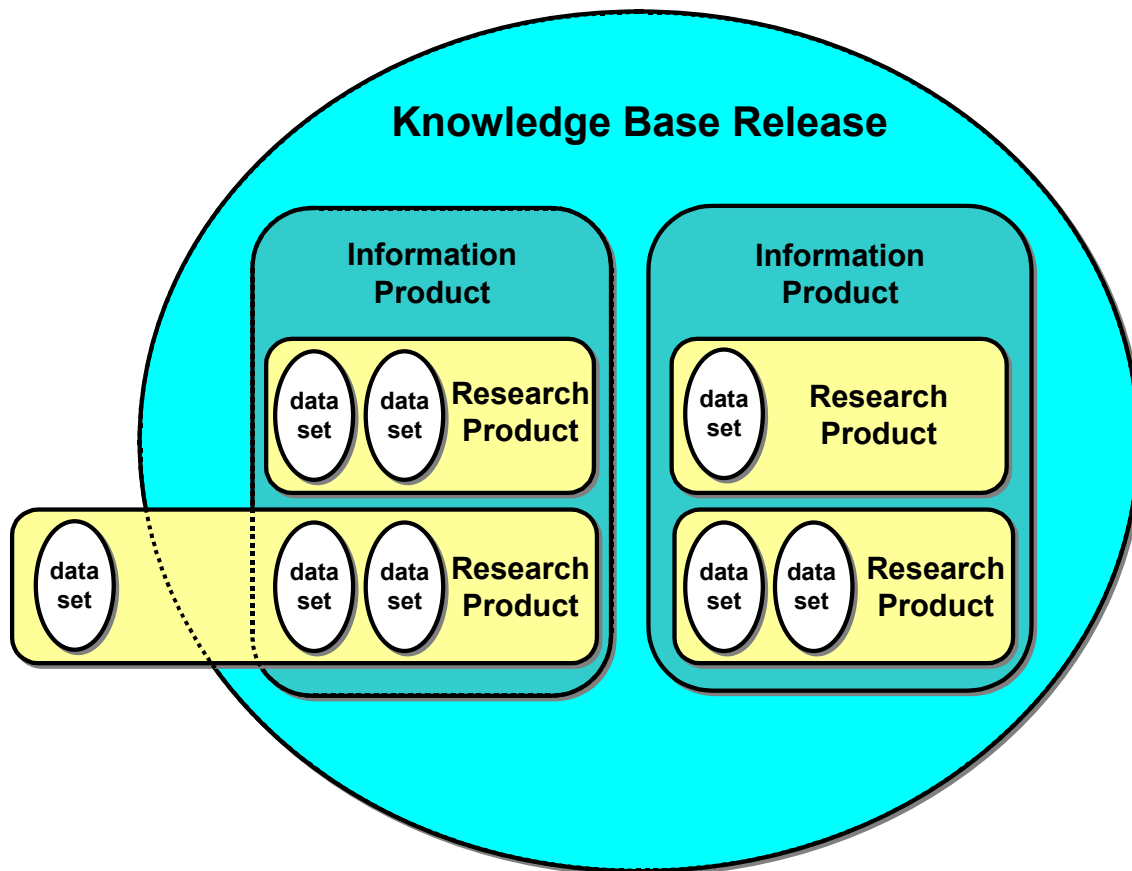 Knowledge Base Release
Information
Product
data
set
data
set
Research
Product
data
set
data
set
data
set
Research
Product
Information
Product
data
set
Research
Product
data
set
data
set
Research
Product